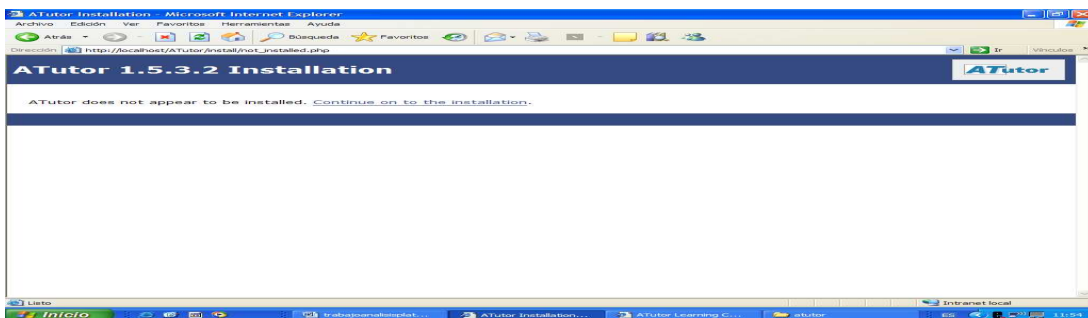 ATutor Installation - Microsoft Internet Explorer
Archivo Edición Ver Favoritos Herramientas Ayuda
Atrás Búsqueda Favoritos
Dirección http://localhost/ATutor/install/not_installed.php Ir Vínculos
ATutor 1.5.3.2 Installation
ATutor
ATutor does not appear to be installed. Continue on to the installation.
Listo Intranet local
Inicio trabajoanalisisplat... ATutor Installation... ATutor Learning C... atutor ES 11:54